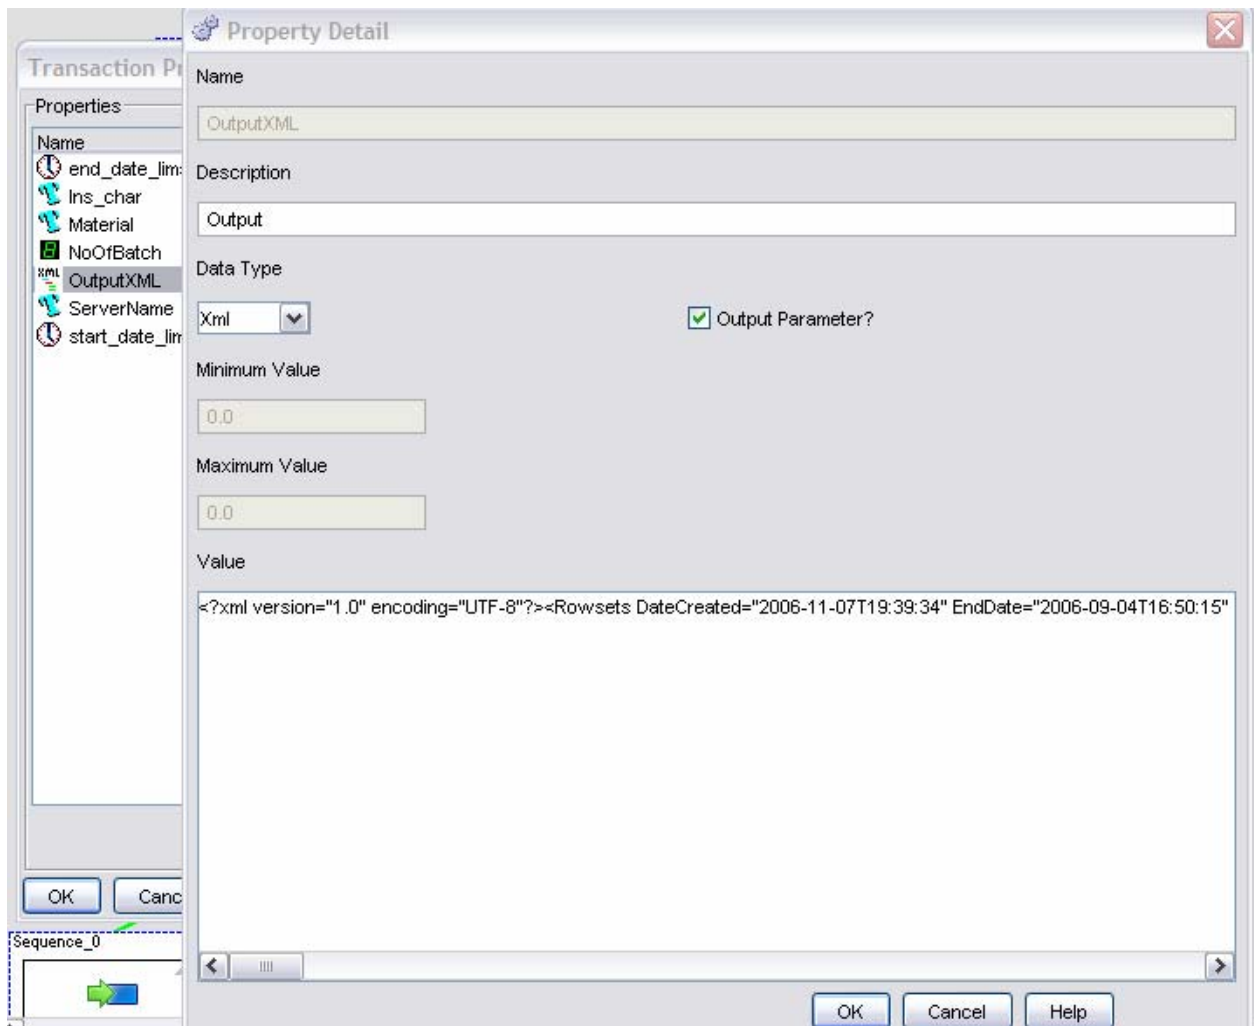 Property Detail
Transaction Pr
Name
Properties
OutputXML
Name
end_date_lim
Description
Ins_char
Material
Output
NoOfBatch
Data Type
XML OutputXML
ServerName
Xml
Output Parameter?
start_date_lim
Minimum Value
0.0
Maximum Value
0.0
Value
<?xml version="1.0" encoding="UTF-8"?><Rowsets DateCreated="2006-11-07T19:39:34" EndDate="2006-09-04T16:50:15"
OK
Canc
Sequence_0
OK
Cancel
Help